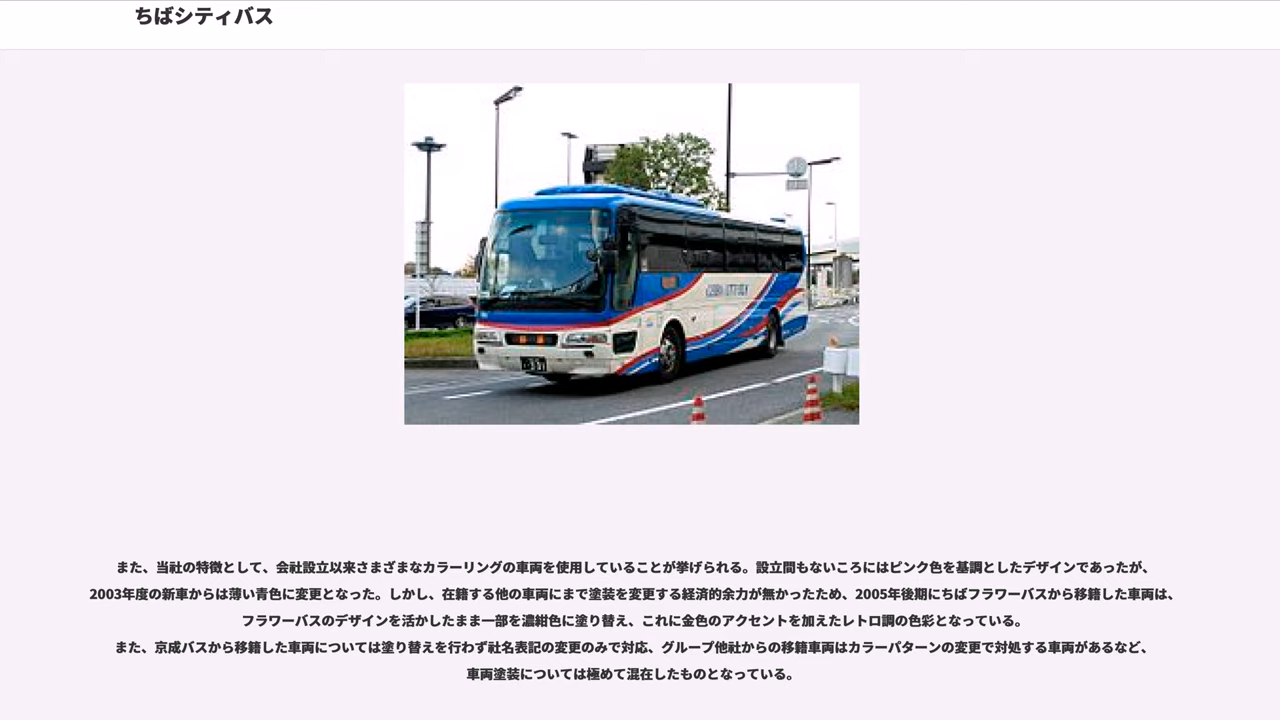 ちばシティバス
また、当社の特徴として、会社設立以来さまざまなカラーリングの車両を使用していることが挙げられる。設立間もないころにはピンク色を基調としたデザインであったが、
2003年度の新車からは薄い青色に変更となった。しかし、在籍する他の車両にまで塗装を変更する経済的余力が無かったため、2005年後期にちばフラワーバスから移籍した車両は、
フラワーバスのデザインを活かしたまま一部を濃紺色に塗り替え、これに金色のアクセントを加えたレトロ調の色彩となっている。
また、京成バスから移籍した車両については塗り替えを行わず社名表記の変更のみで対応、グループ他社からの移籍車両はカラーパターンの変更で対処する車両があるなど、
車両塗装については極めて混在したものとなっている。